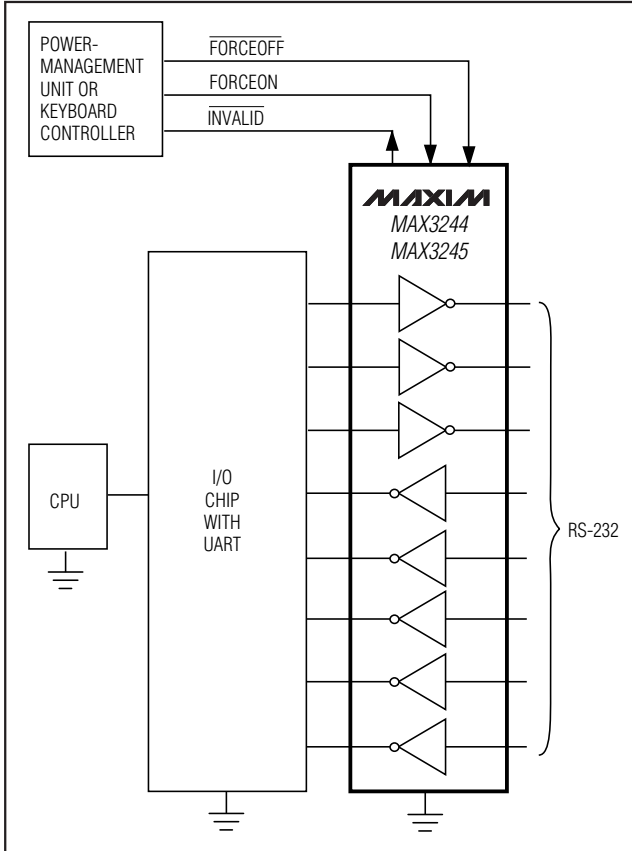 POWER-
MANAGEMENT
UNIT OR
KEYBOARD
CONTROLLER
FORCEOFF
FORCEON
INVALID
MAXIM
MAX3244
MAX3245
CPU
I/O
CHIP
WITH
UART
RS-232